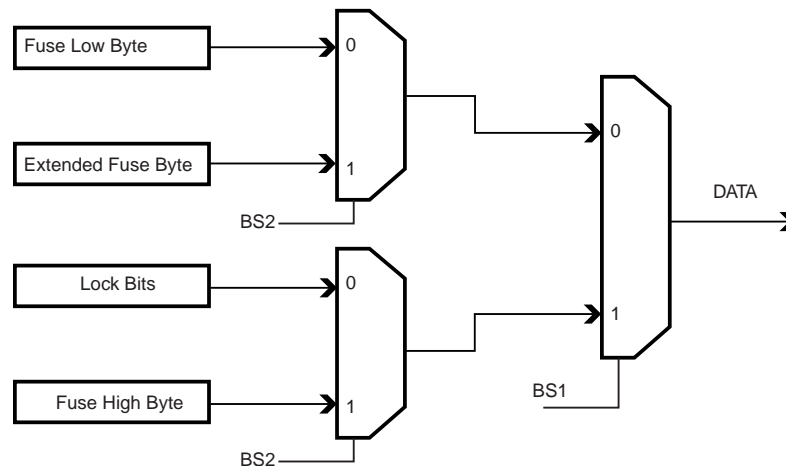 Fuse Low Byte
0
Extended Fuse Byte
1
BS2
Lock Bits
0
Fuse High Byte
1
BS2
0
1
BS1
DATA